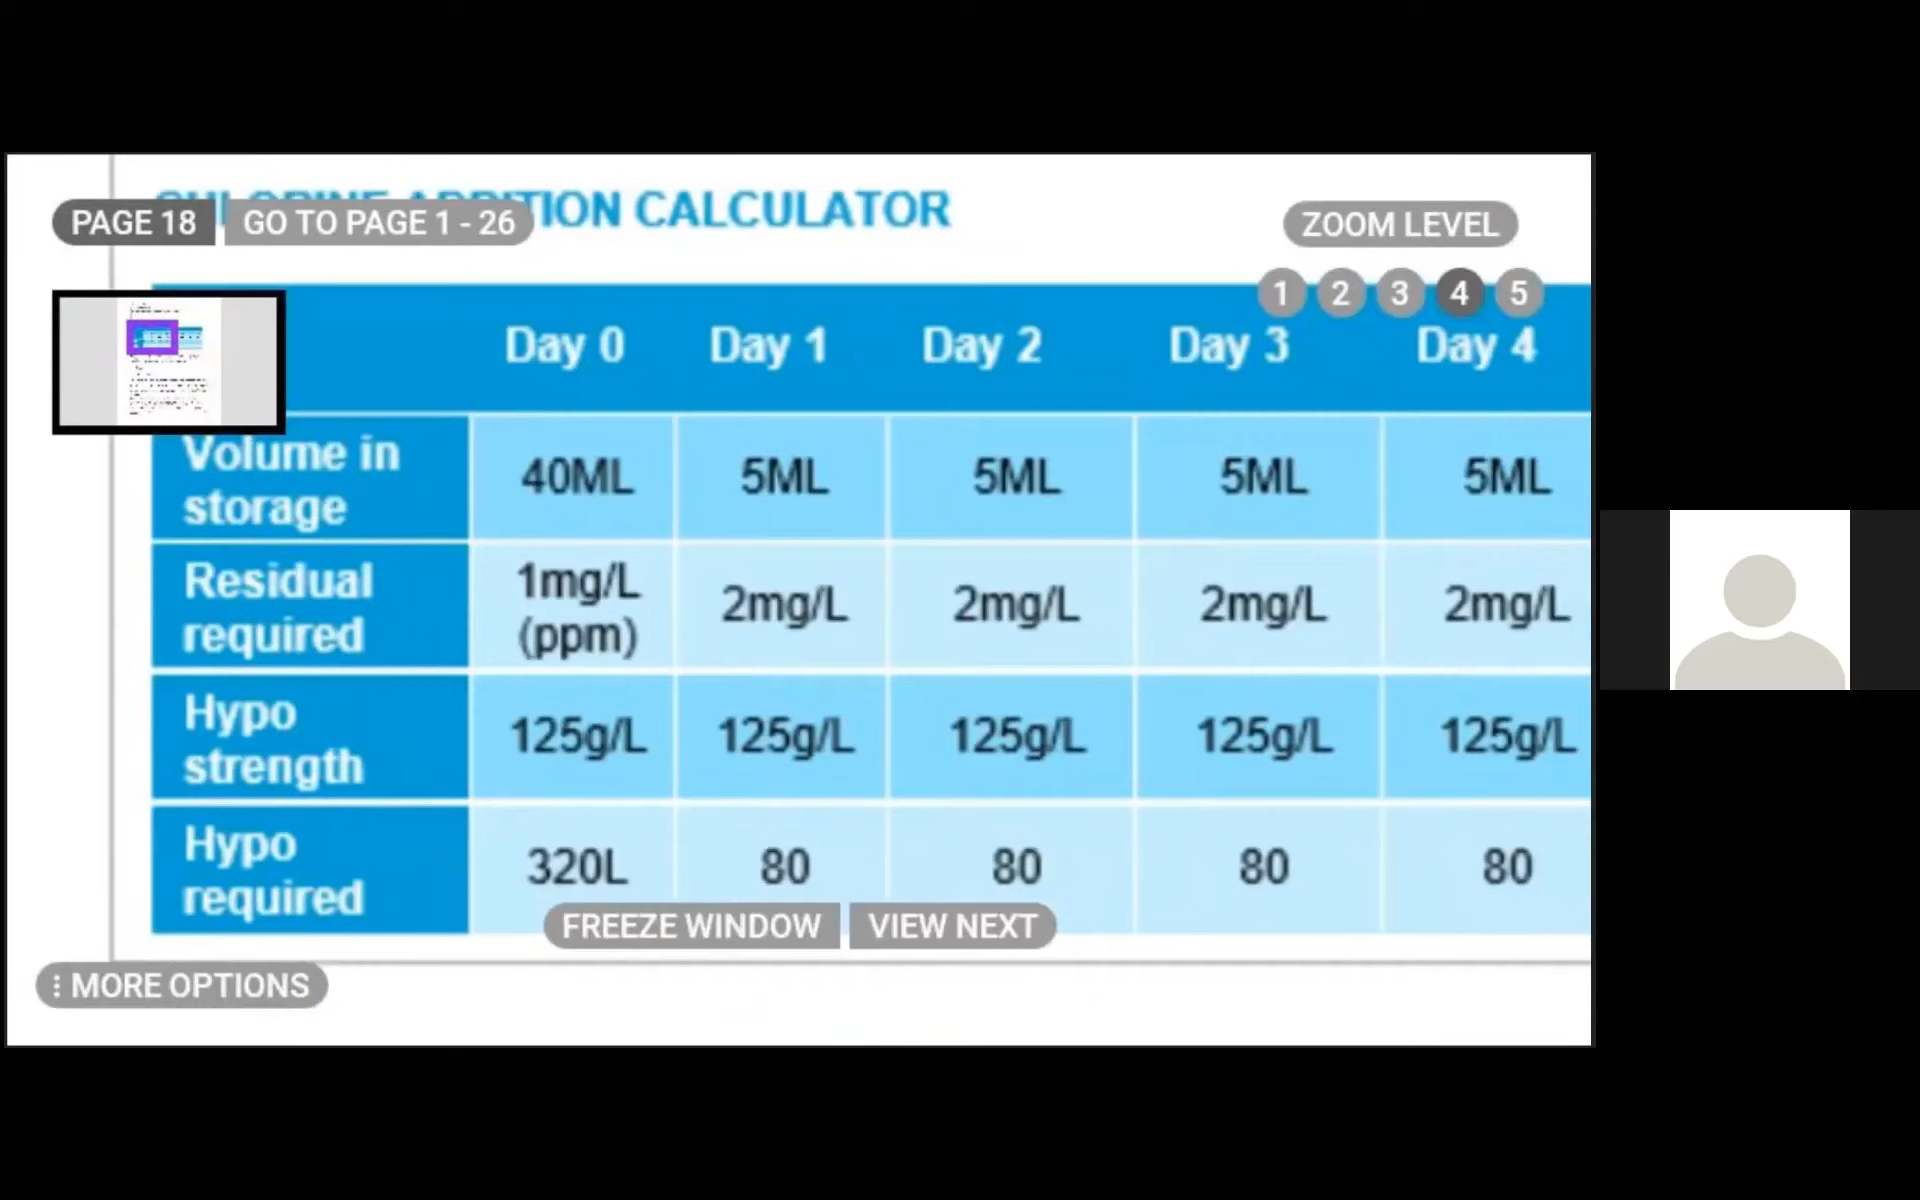 CHLORINE ADDITION CALCULATOR
PAGE 18 GO TO PAGE 1 - 26
ZOOM LEVEL
1 2 3 4 5
Day 0 Day 1 Day 2 Day 3 Day 4
Volume in
storage
40ML 5ML 5ML 5ML 5ML
Residual
required
1mg/L
(ppm)
2mg/L 2mg/L 2mg/L 2mg/L
Hypo
strength
125g/L 125g/L 125g/L 125g/L 125g/L
Hypo
required
320L 80 80 80 80
FREEZE WINDOW VIEW NEXT
MORE OPTIONS